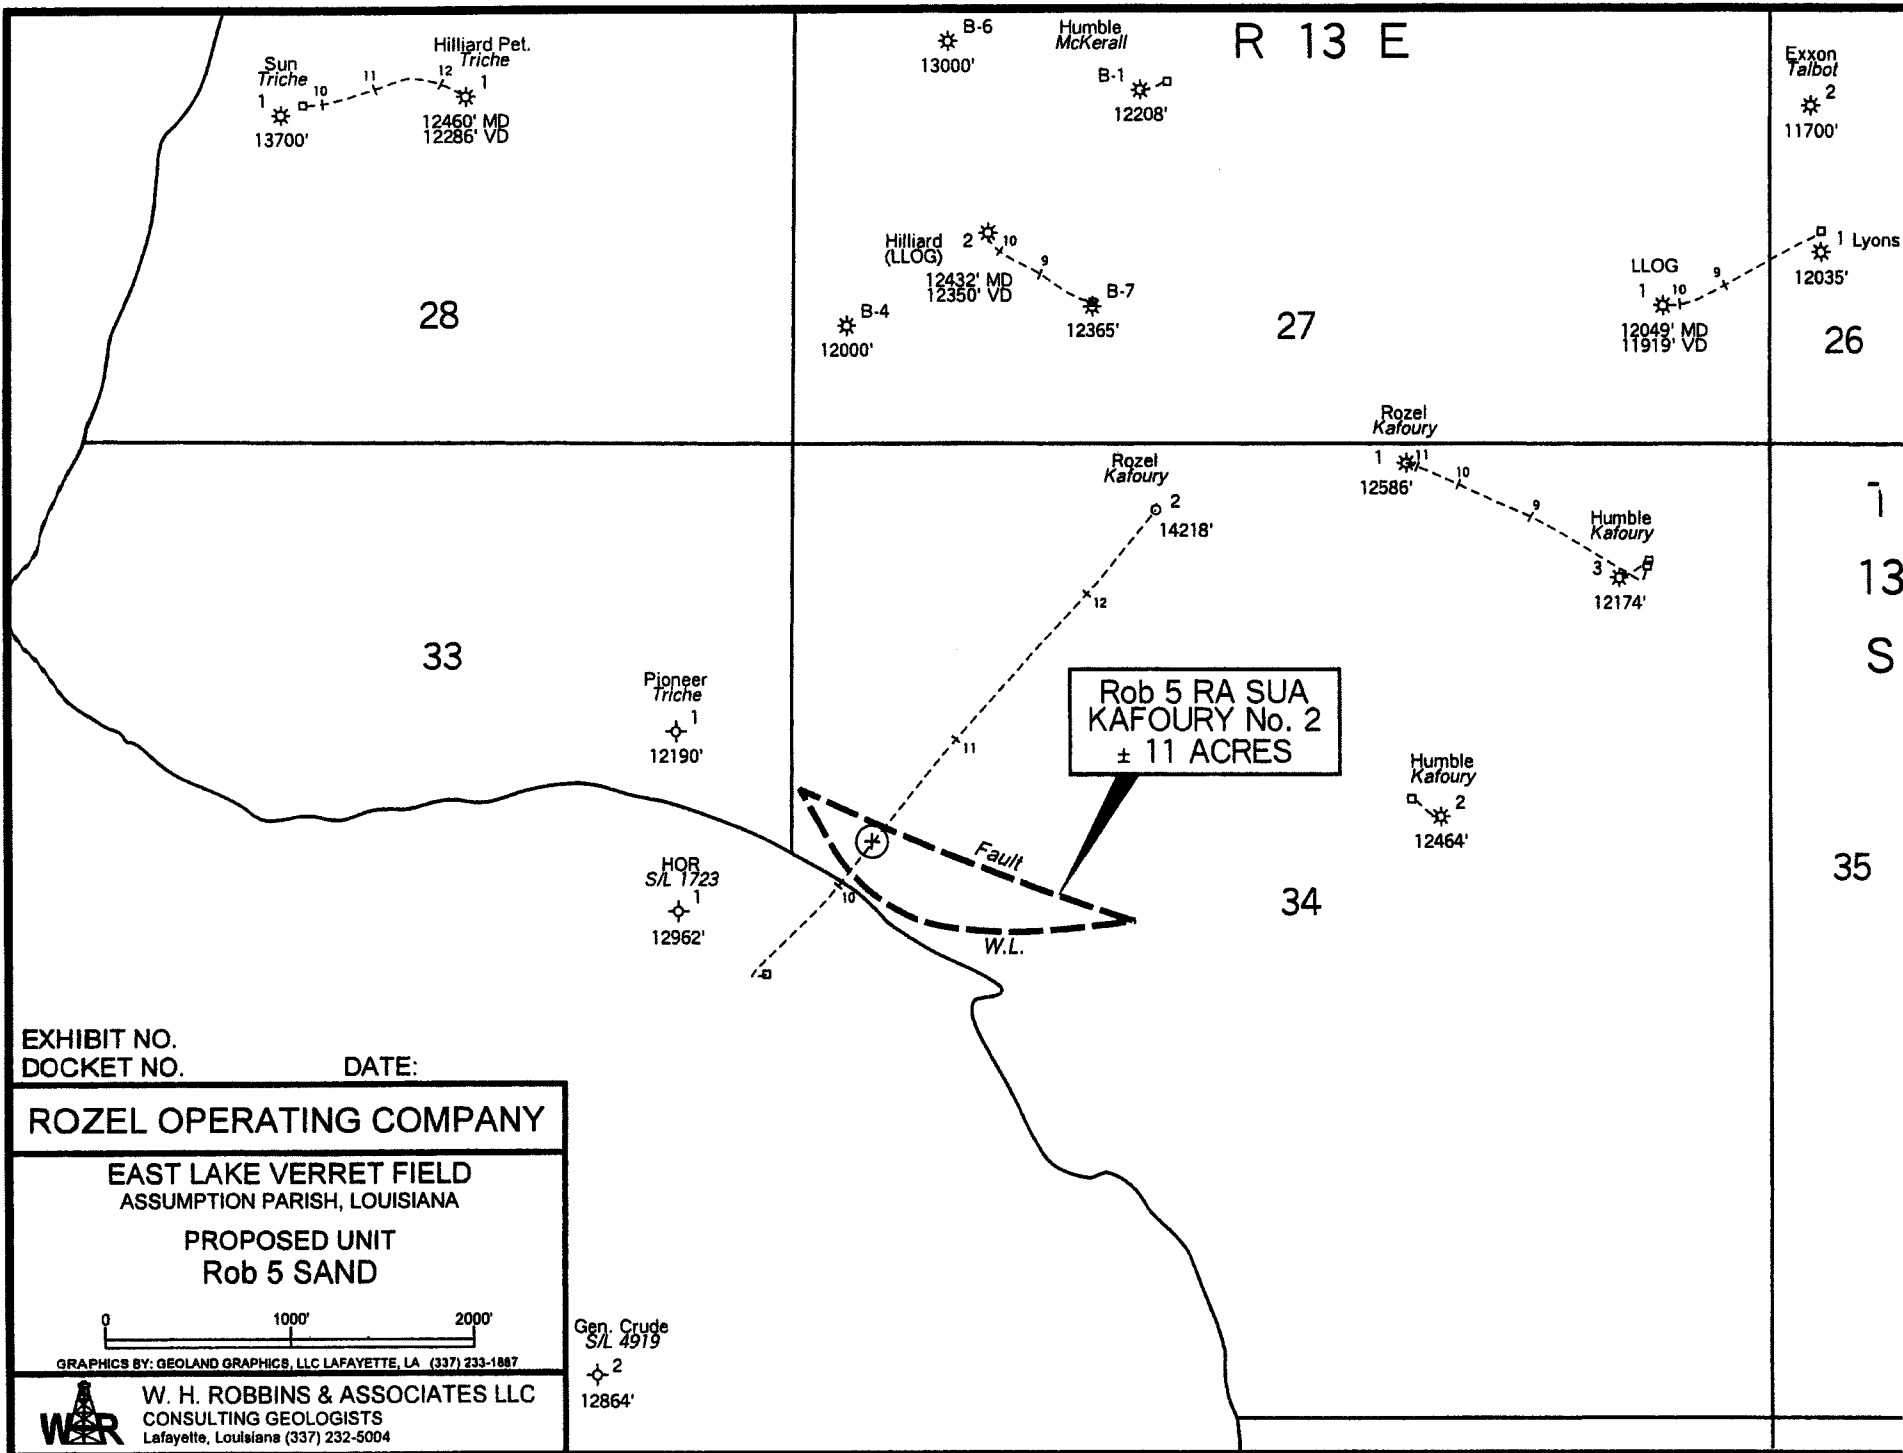 R 13 E
B-6
13000'
Humble
McKerall
B-1
12208'
Exxon
Talbot
2
11700'
Sun
Triche
1
10
11
12
13700'
Hilliard Pet.
Triche
1
12460' MD
12286' VD
Hilliard
(LLOG)
2
10
9
12432' MD
12350' VD
B-7
12365'
B-4
12000'
LLOG
1
10
9
12049' MD
11919' VD
1 Lyons
12035'
28
27
26
Rozel
Kafoury
1
11
10
9
12586'
Rozel
Kafoury
2
14218'
12
11
10
Humble
Kafoury
3
12174'
13
S
33
Pioneer
Triche
1
12190'
Rob 5 RA SUA
KAFOURY No. 2
± 11 ACRES
Humble
Kafoury
2
12464'
Fault
W.L.
HOR
S/L 1723
1
12962'
34
35
EXHIBIT NO.
DOCKET NO. DATE:
ROZEL OPERATING COMPANY
EAST LAKE VERRET FIELD
ASSUMPTION PARISH, LOUISIANA
PROPOSED UNIT
Rob 5 SAND
0 1000' 2000'
GRAPHICS BY: GEOLAND GRAPHICS, LLC LAFAYETTE, LA (337) 233-1887
WR
W. H. ROBBINS & ASSOCIATES LLC
CONSULTING GEOLOGISTS
Lafayette, Louisiana (337) 232-5004
Gen. Crude
S/L 4919
2
12864'